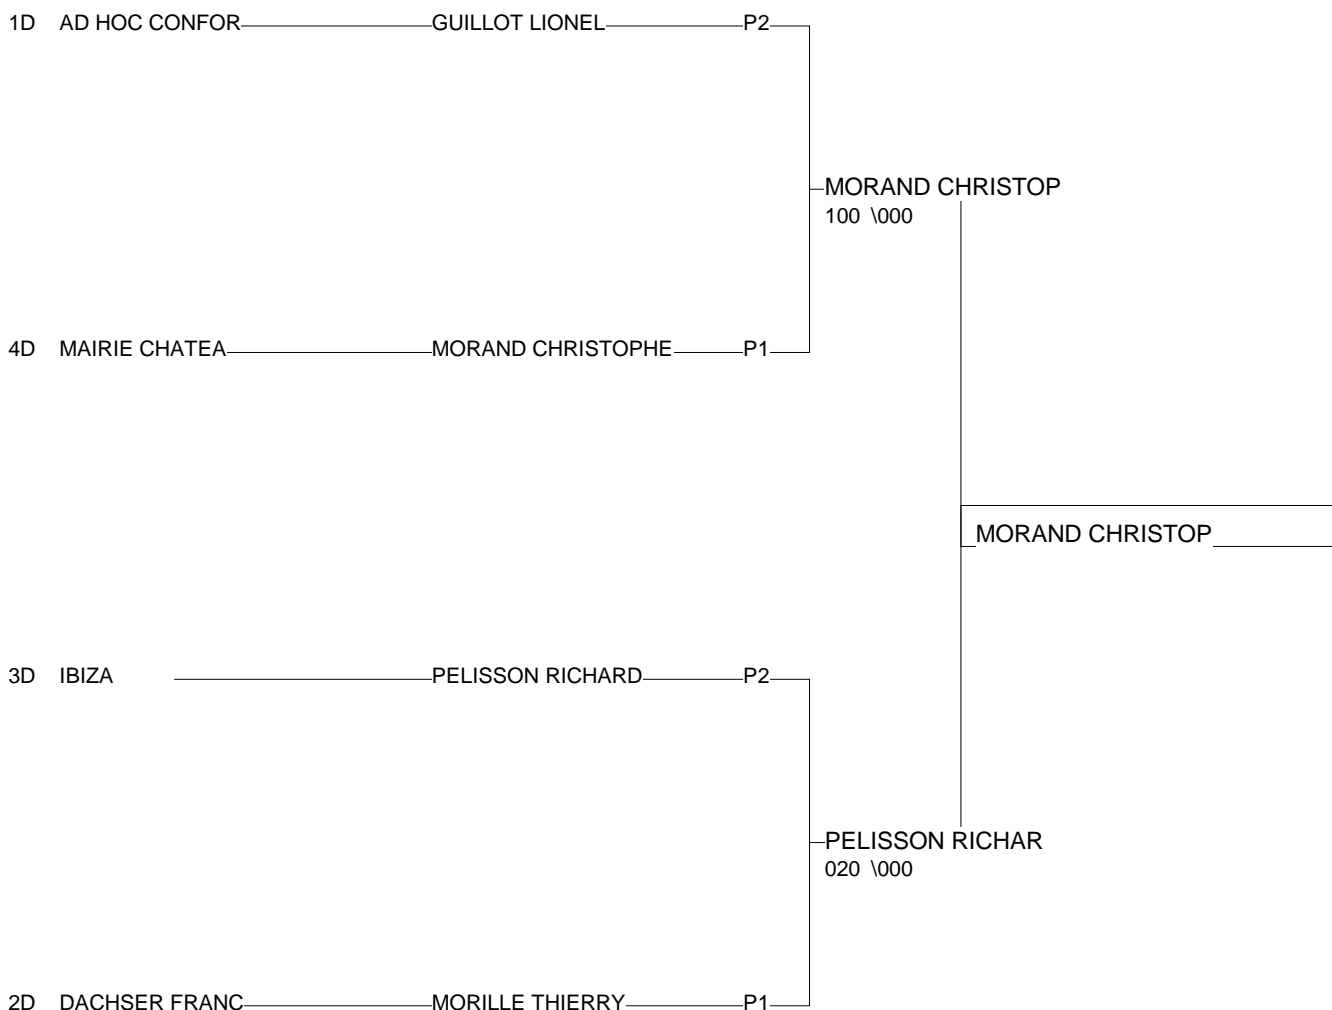 1D AD HOC CONFOR GUILLOT LIONEL P2
MORAND CHRISTOP
100 \000
4D MAIRIE CHATEA MORAND CHRISTOPHE P1
MORAND CHRISTOP
3D IBIZA PELISSON RICHARD P2
PELISSON RICHAR
020 \000
2D DACHSER FRANC MORILLE THIERRY P1